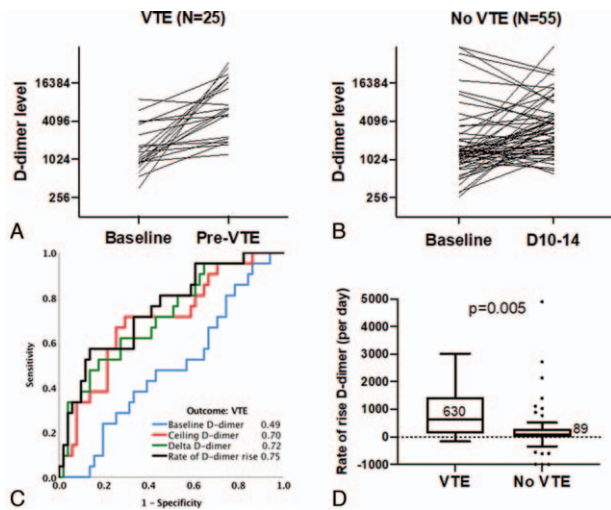 VTE (N=25)
No VTE (N=55)
D-dimer level
16384
4096
1024
256
Baseline
Pre-VTE
A
D-dimer level
16384
4096
1024
256
Baseline
D10-14
B
Sensitivity
1.0
0.8
0.6
0.4
0.2
0.0
Outcome: VTE
Baseline D-dimer 0.49
Ceiling D-dimer 0.70
Delta D-dimer 0.72
Rate of D-dimer rise 0.75
0.0 0.2 0.4 0.6 0.8 1.0
1 - Specificity
C
Rate of rise D-dimer (per day)
5000
4000
3000
2000
1000
0
-1000
p=0.005
630
89
VTE
No VTE
D